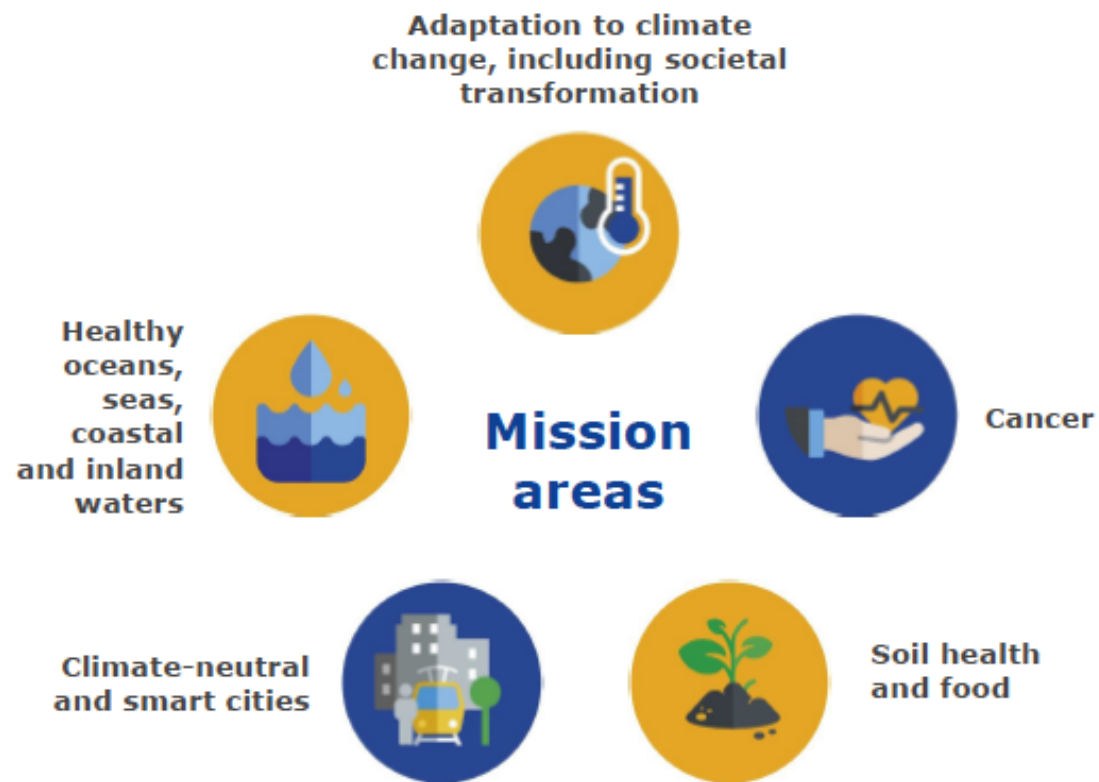 Adaptation to climate
change, including societal
transformation
Healthy
oceans,
seas,
coastal
and inland
waters
Mission
areas
Cancer
Climate-neutral
and smart cities
Soil health
and food